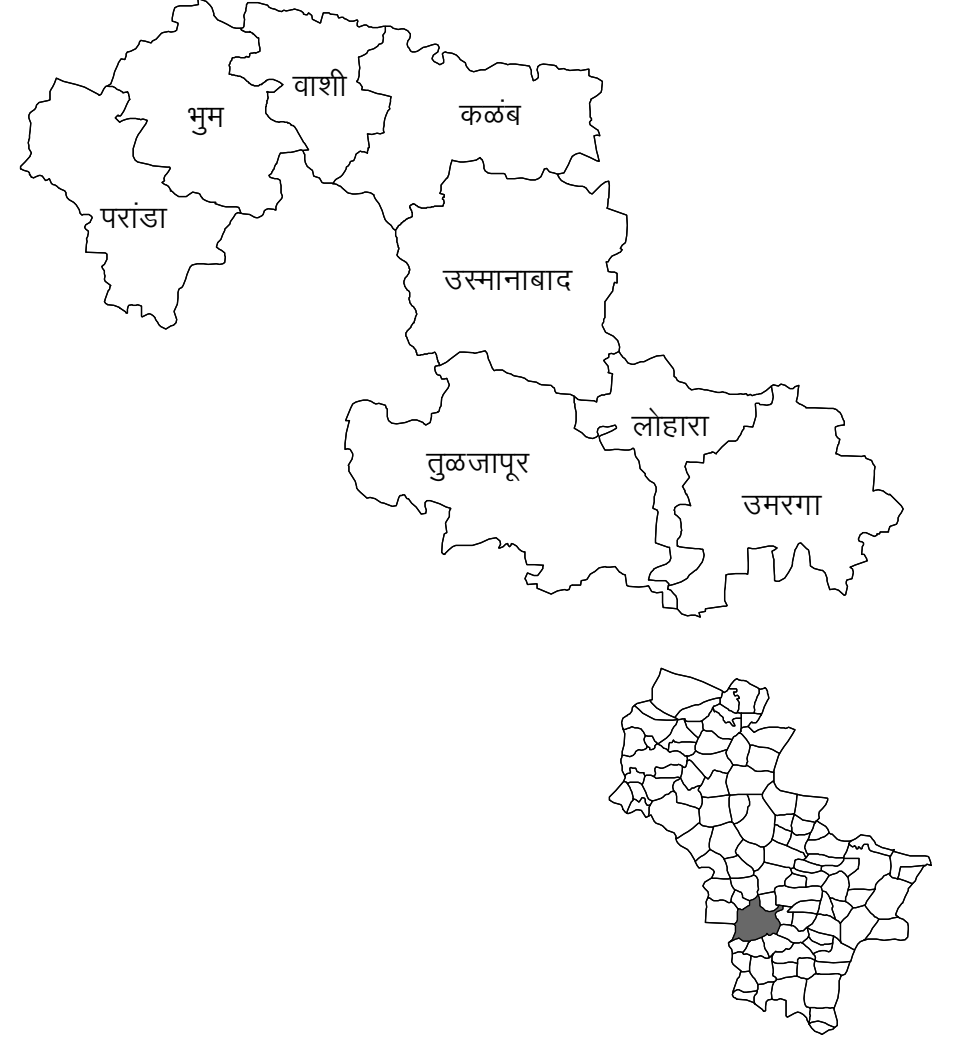 वाशी
भुम
कळंब
परांडा
उस्मानाबाद
लोहारा
तुळजापूर
उमरगा